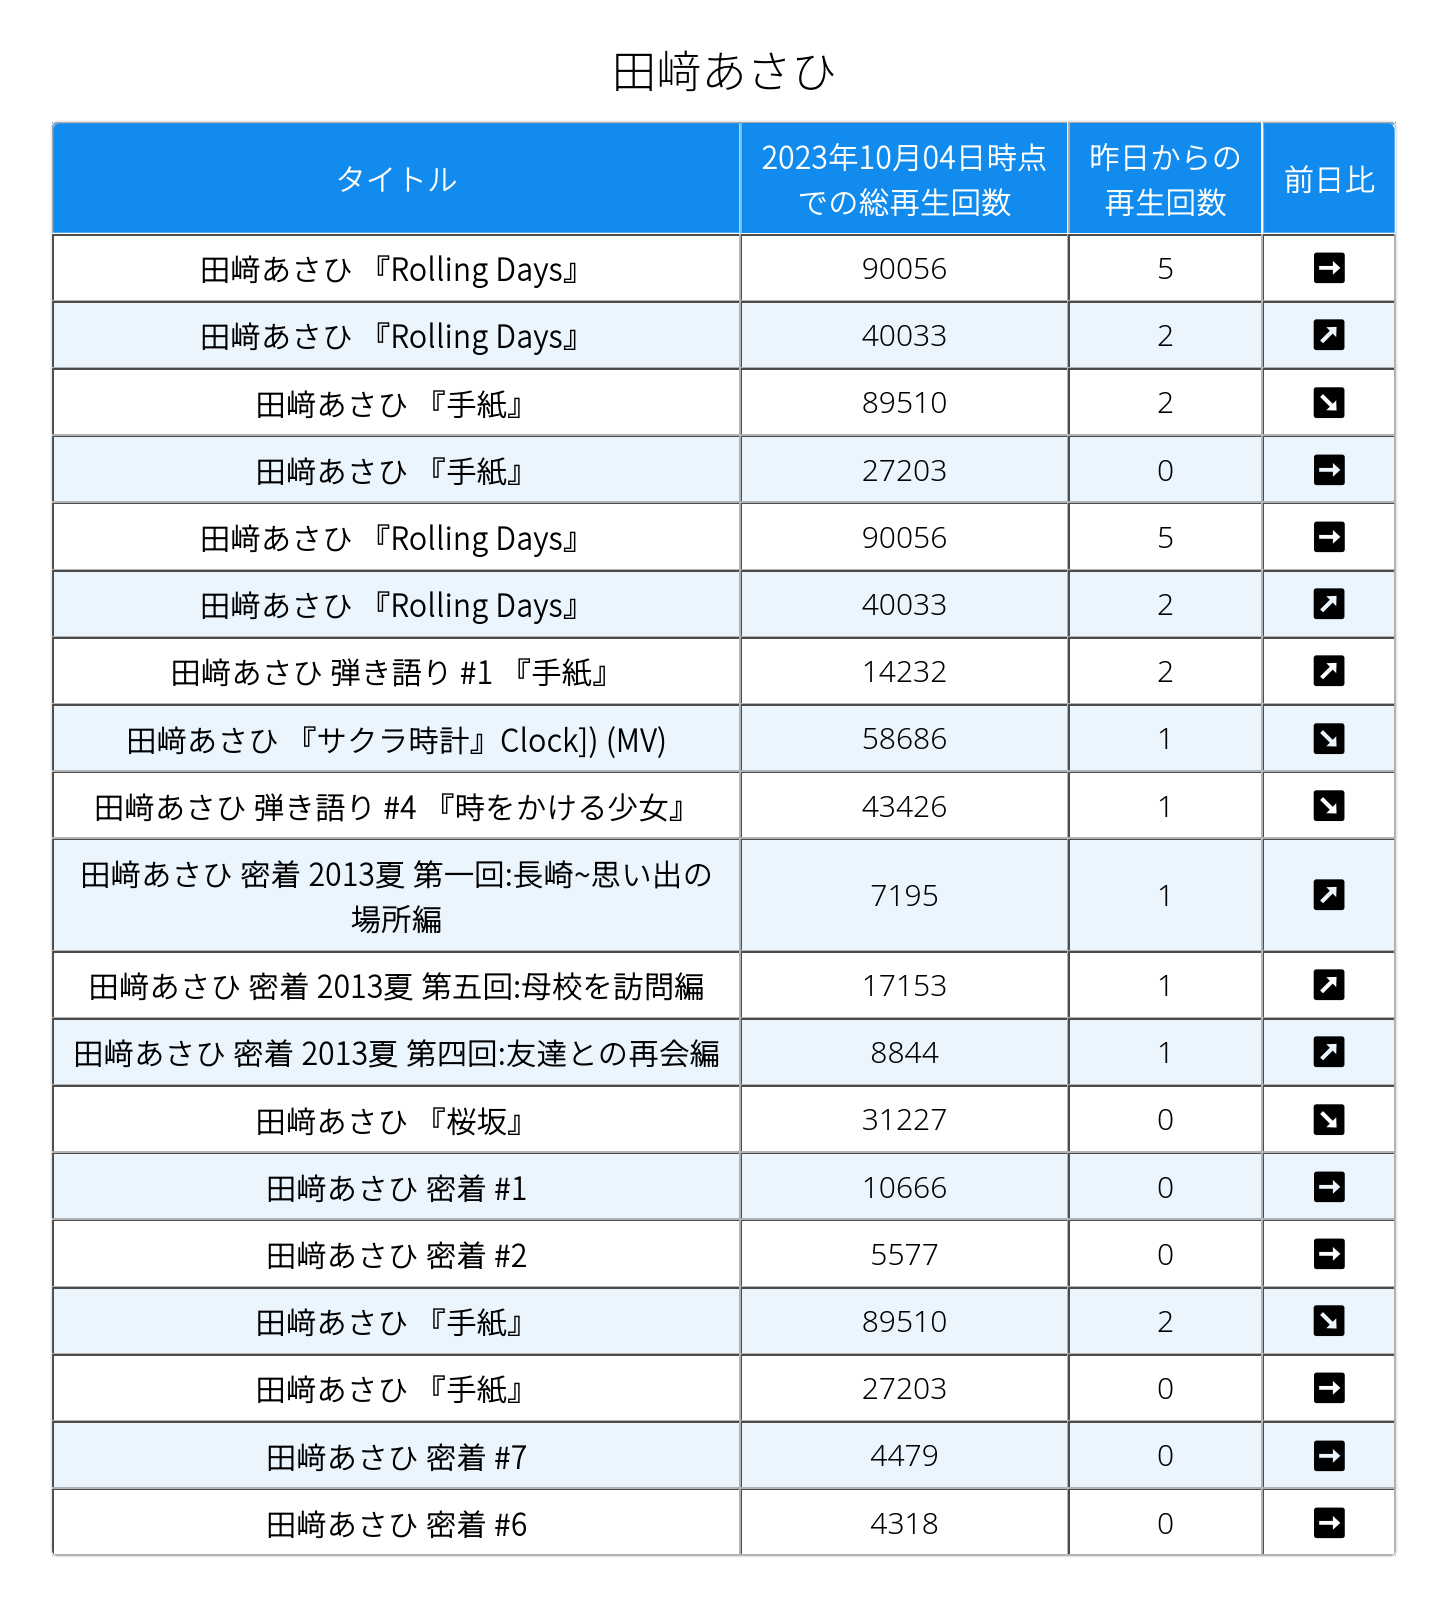 田﨑あさひ
タイトル
2023年10月04日時点
での総再生回数
昨日からの
再生回数
前日比
田﨑あさひ 『Rolling Days』 90056 5 ➡
田﨑あさひ 『Rolling Days』 40033 2 ↗
田﨑あさひ 『手紙』 89510 2 ↘
田﨑あさひ 『手紙』 27203 0 ➡
田﨑あさひ 『Rolling Days』 90056 5 ➡
田﨑あさひ 『Rolling Days』 40033 2 ↗
田﨑あさひ 弾き語り #1 『手紙』 14232 2 ↗
田﨑あさひ 『サクラ時計』Clock]) (MV) 58686 1 ↘
田﨑あさひ 弾き語り #4 『時をかける少女』 43426 1 ↘
田﨑あさひ 密着 2013夏 第一回:長崎~思い出の
場所編 7195 1 ↗
田﨑あさひ 密着 2013夏 第五回:母校を訪問編 17153 1 ↗
田﨑あさひ 密着 2013夏 第四回:友達との再会編 8844 1 ↗
田﨑あさひ 『桜坂』 31227 0 ↘
田﨑あさひ 密着 #1 10666 0 ➡
田﨑あさひ 密着 #2 5577 0 ➡
田﨑あさひ 『手紙』 89510 2 ↘
田﨑あさひ 『手紙』 27203 0 ➡
田﨑あさひ 密着 #7 4479 0 ➡
田﨑あさひ 密着 #6 4318 0 ➡